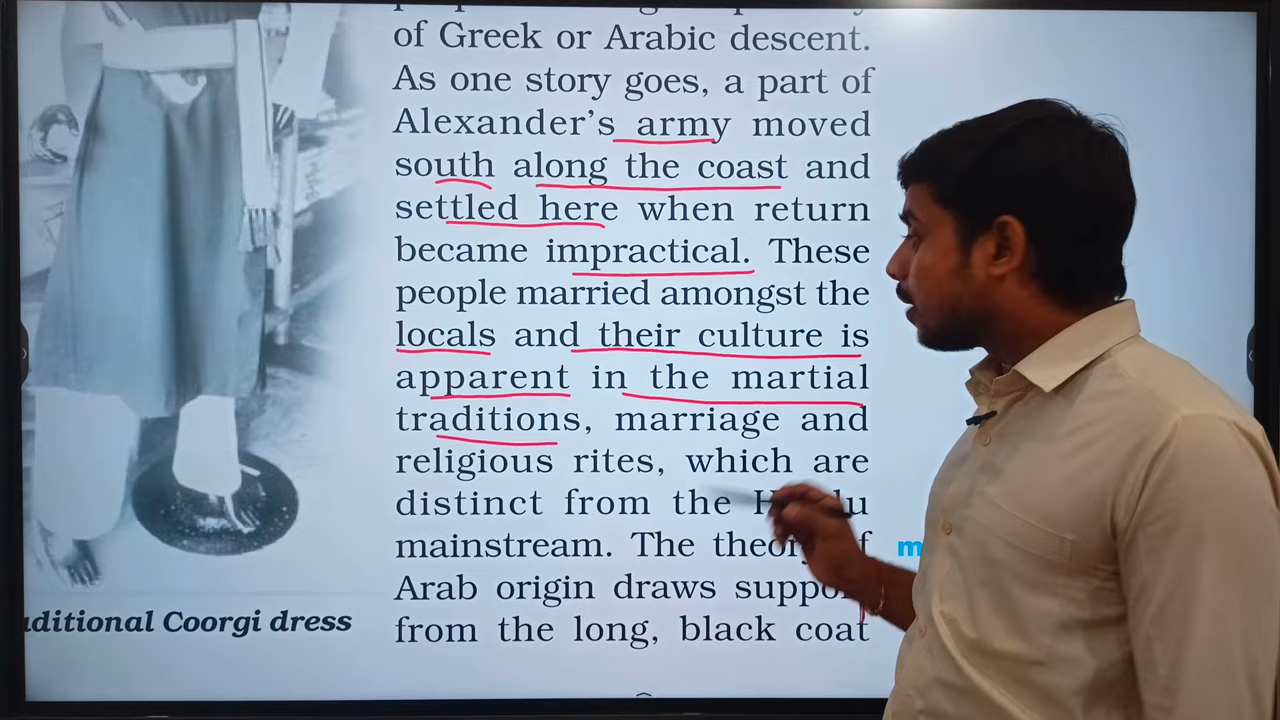 of Greek or Arabic descent.
As one story goes, a part of
Alexander's army moved
south along the coast and
settled here when return
became impractical. These
people married amongst the
locals and their culture is
apparent in the martial
traditions, marriage and
religious rites, which are
distinct from the
mainstream. The theory
Arab origin draws
from the long, black coat
Coorgi dress